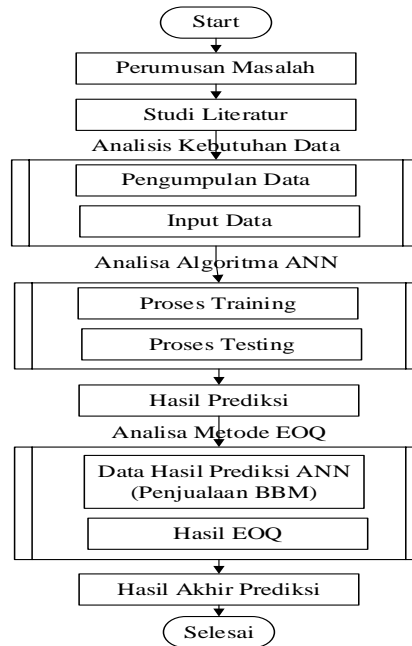 Start
Perumusan Masalah
Studi Literatur
Analisis Kebutuhan Data
Pengumpulan Data
Input Data
Analisa Algoritma ANN
Proses Training
Proses Testing
Hasil Prediksi
Analisa Metode EOQ
Data Hasil Prediksi ANN
(Penjualaan BBM)
Hasil EOQ
Hasil Akhir Prediksi
Selesai